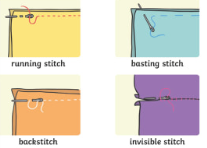 running stitch
basting stitch
backstitch
invisible stitch